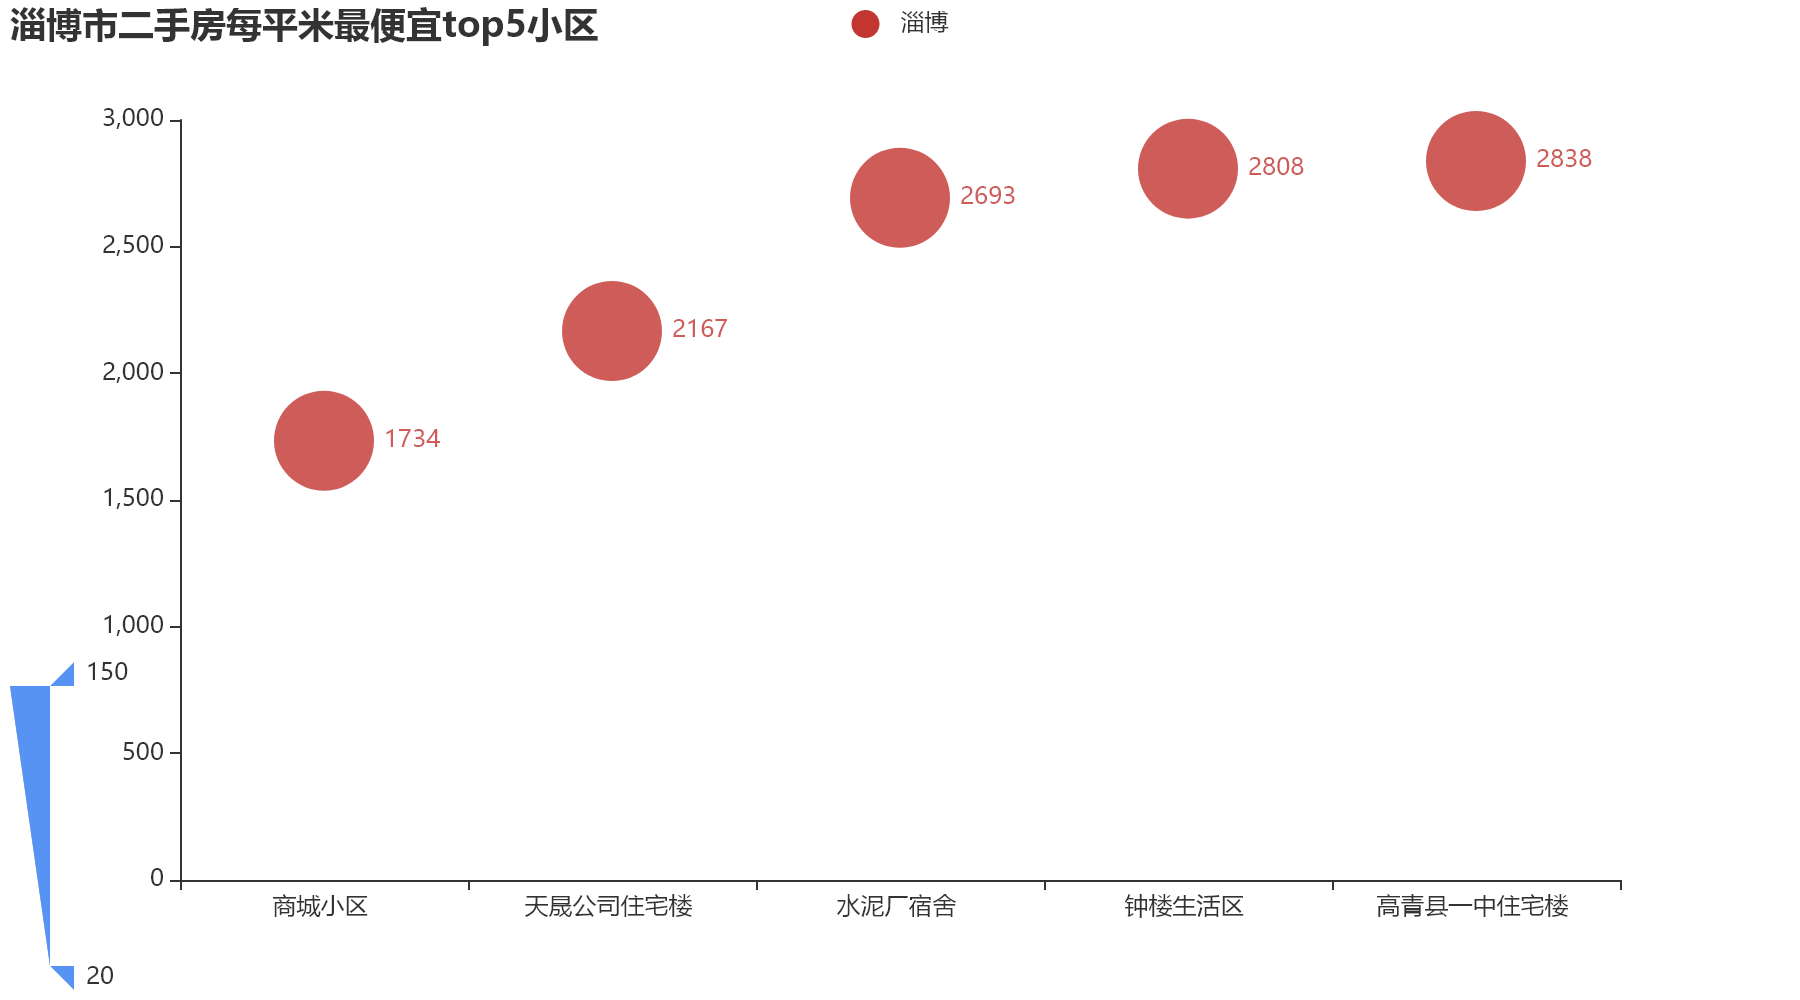 淄博市二手房每平米最便宜top5小区
淄博
3,000
2,500
2,000
1,500
1,000
500
0
1734
2167
2693
2808
2838
商城小区
天晟公司住宅楼
水泥厂宿舍
钟楼生活区
高青县一中住宅楼
150
20